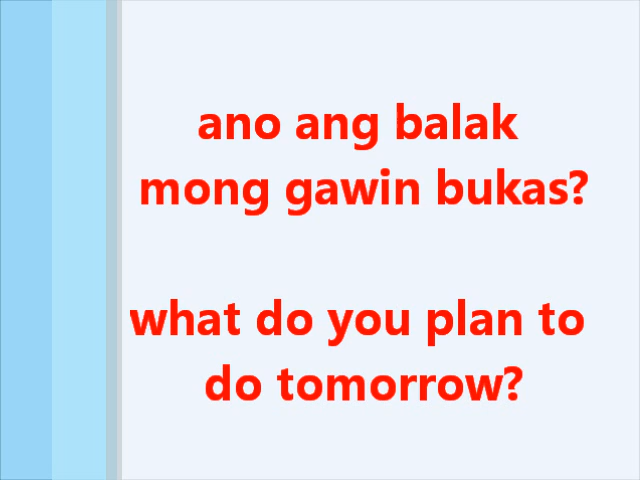 ano ang balak
mong gawin bukas?
what do you plan to
do tomorrow?